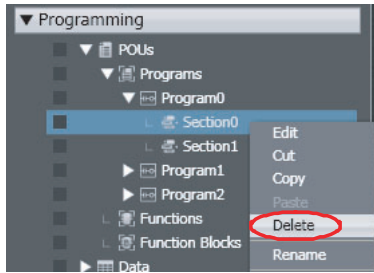 Programming
POUs
Programs
Program0
Section0
Section1
Program1
Program2
Functions
Function Blocks
Data
Edit
Cut
Copy
Paste
Delete
Rename